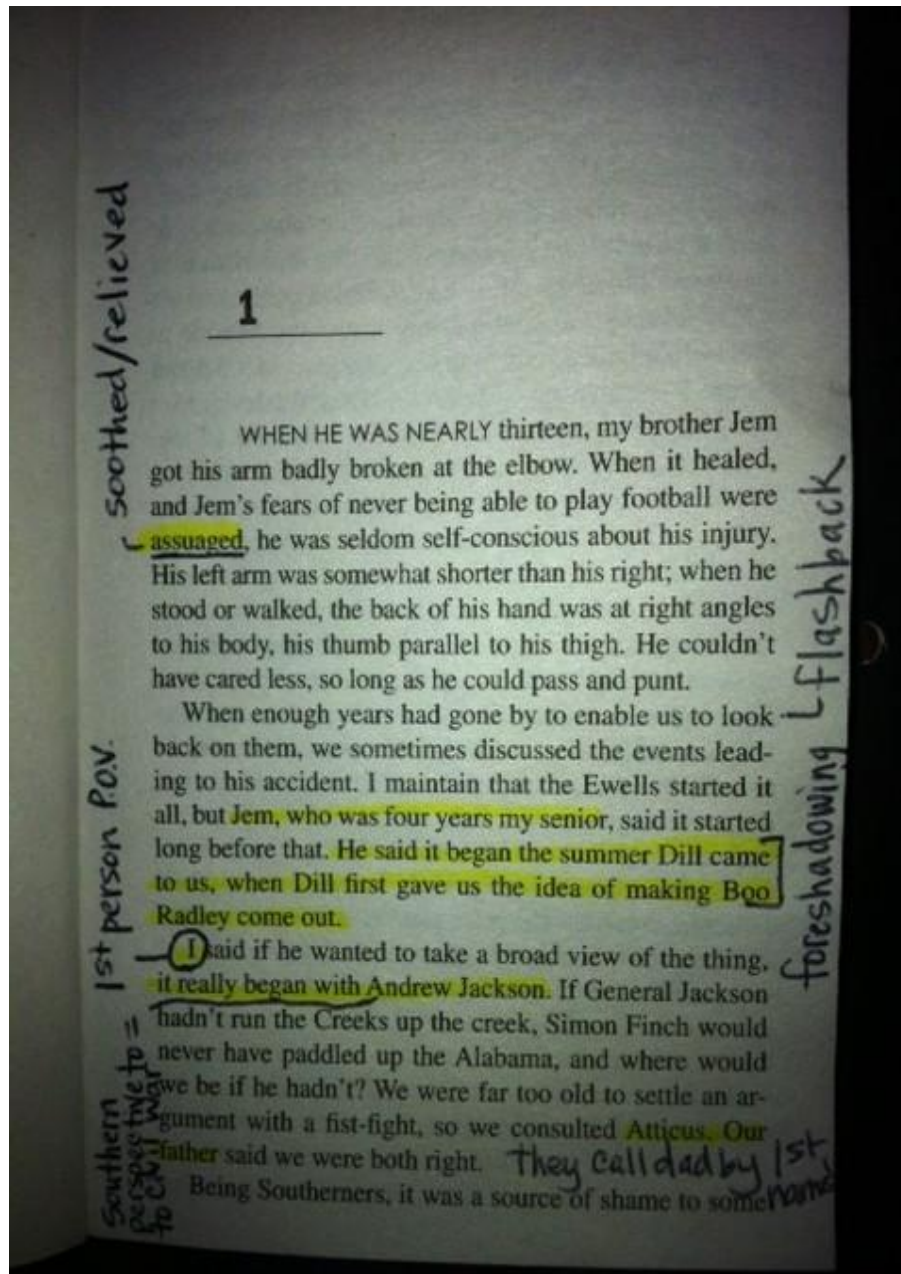 soothed/relieved
1
WHEN HE WAS NEARLY thirteen, my brother Jem
got his arm badly broken at the elbow. When it healed,
and Jem's fears of never being able to play football were
assuaged, he was seldom self-conscious about his injury.
His left arm was somewhat shorter than his right; when he
stood or walked, the back of his hand was at right angles
to his body, his thumb parallel to his thigh. He couldn't
have cared less, so long as he could pass and punt.
flashback
When enough years had gone by to enable us to look
back on them, we sometimes discussed the events lead-
ing to his accident. I maintain that the Ewells started it
all, but Jem, who was four years my senior, said it started
long before that. He said it began the summer Dill came
to us, when Dill first gave us the idea of making Boo
Radley come out.
foreshadowing
1st person P.O.V.
I said if he wanted to take a broad view of the thing,
it really began with Andrew Jackson. If General Jackson
hadn't run the Creeks up the creek, Simon Finch would
never have paddled up the Alabama, and where would
we be if he hadn't? We were far too old to settle an ar-
gument with a fist-fight, so we consulted Atticus. Our
father said we were both right.
They call dad by 1st
name
Southern
perspective to =
to Civil War
Being Southerners, it was a source of shame to some